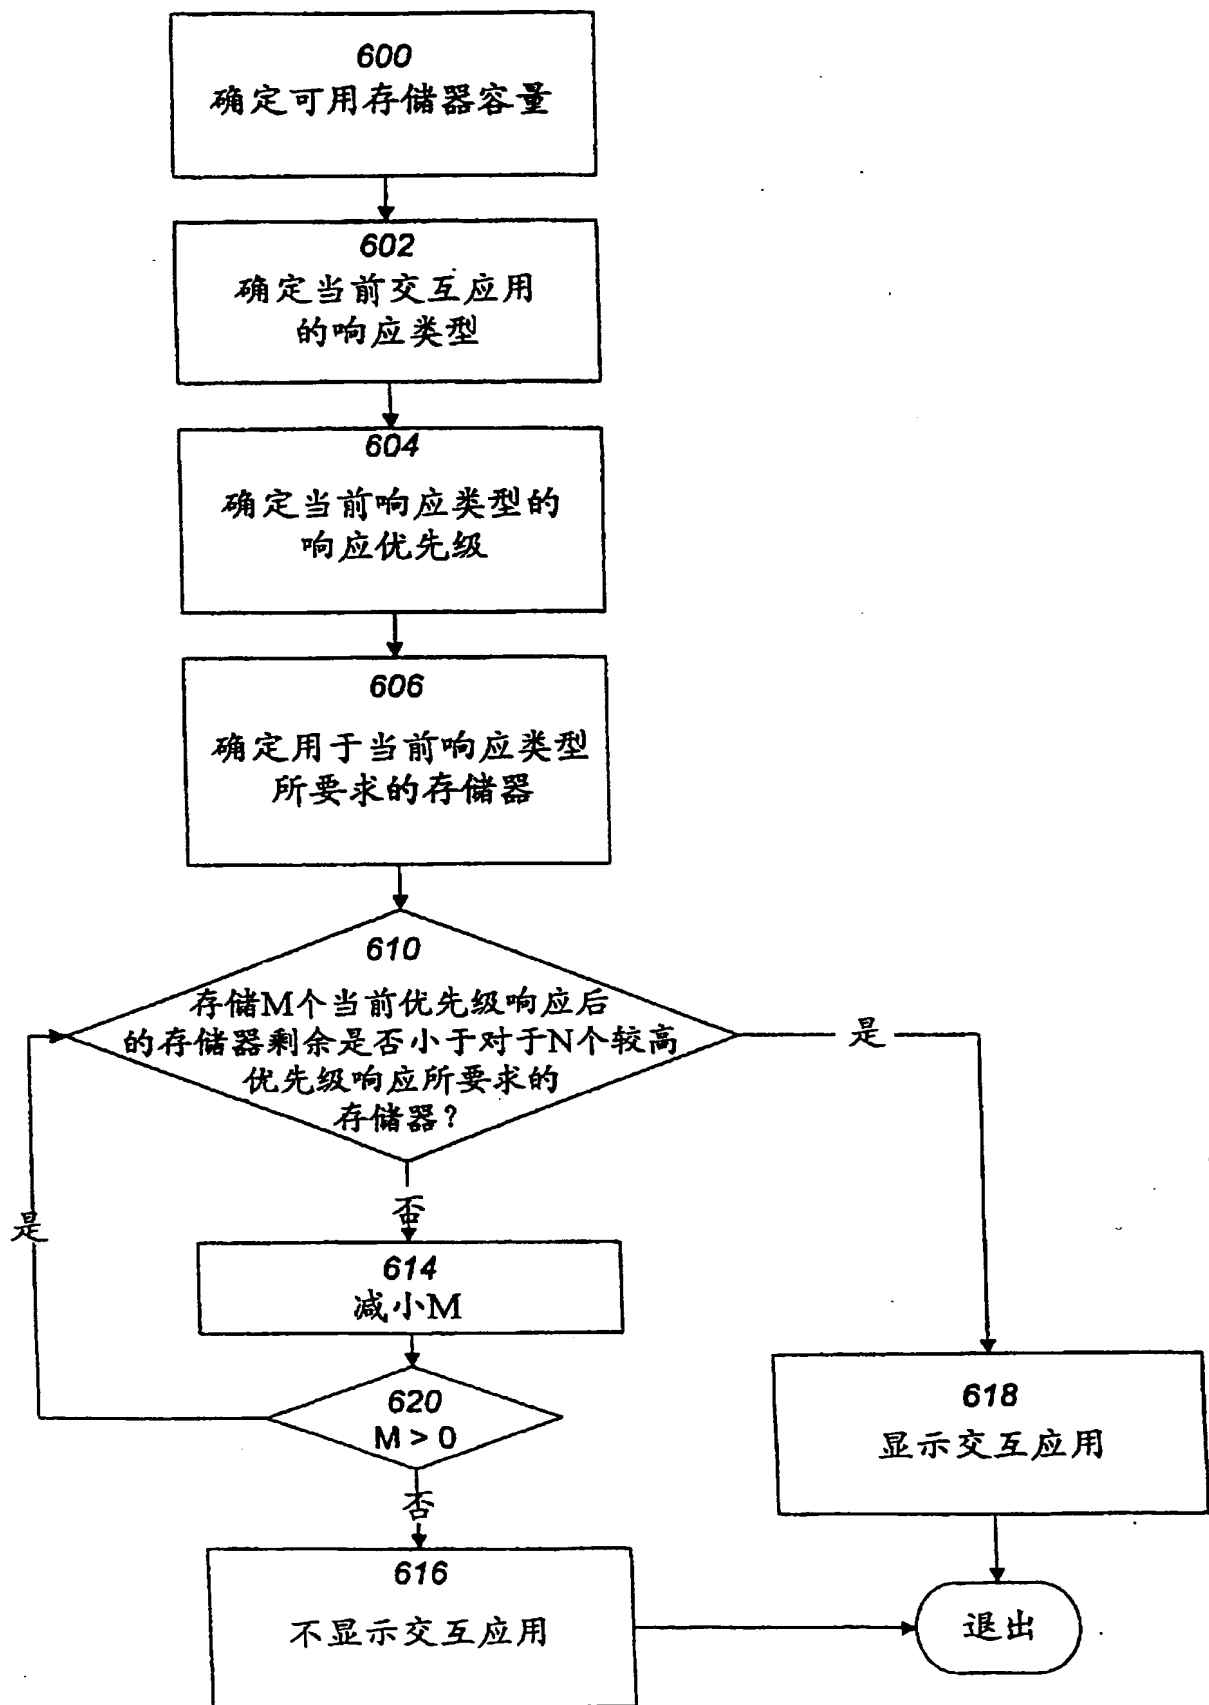 600
确定可用存储器容量
602
确定当前交互应用
的响应类型
604
确定当前响应类型的
响应优先级
606
确定用于当前响应类型
所要求的存储器
610
存储M个当前优先级响应后
的存储器剩余是否小于对于N个较高
优先级响应所要求的
存储器?
是
否
是
614
减小M
620
M > 0
618
显示交互应用
否
616
不显示交互应用
退出